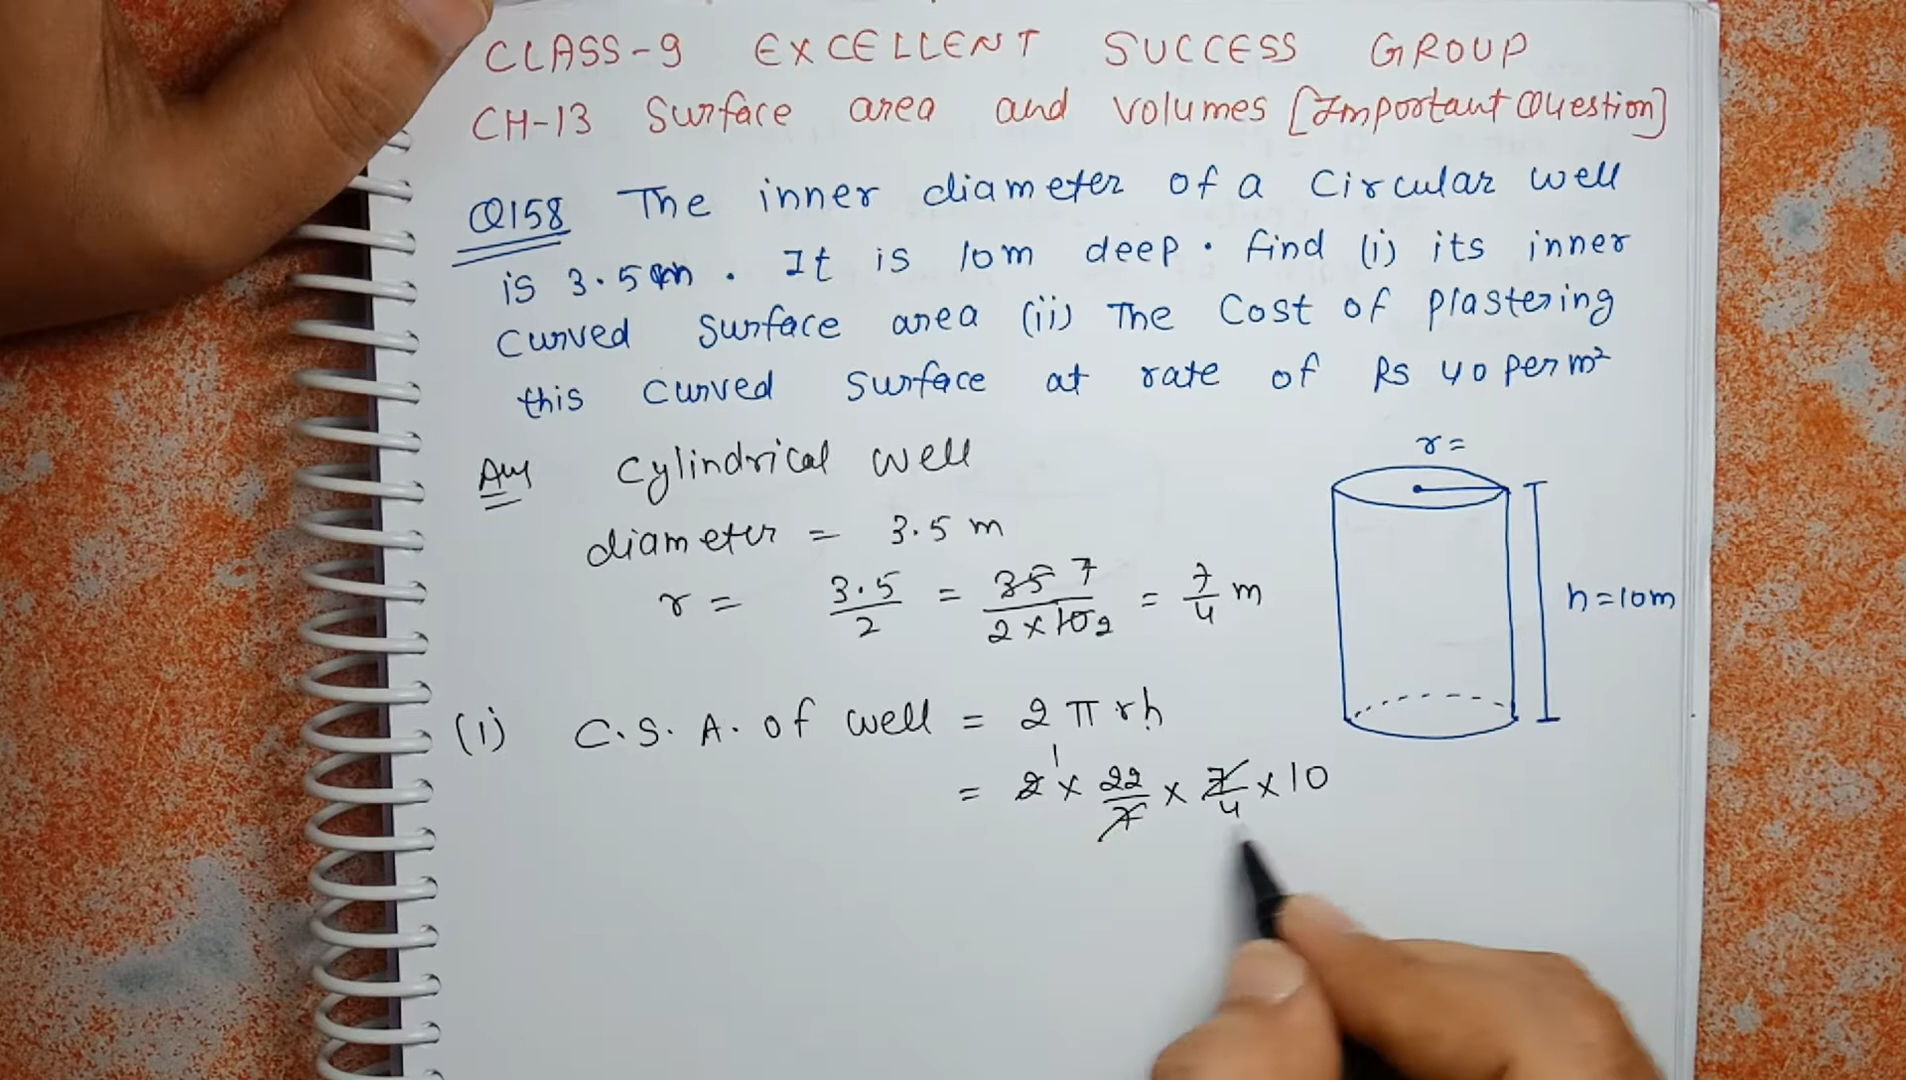 CLASS-9 EXCELLENT SUCCESS GROUP
CH-13 Surface area and volumes [Important Question]
Q158 The inner diameter of a Circular well
is 3.5 m. It is 10m deep. find (i) its inner
Curved Surface area (ii) The Cost of plastering
this Curved Surface at rate of Rs 40 per m²
Ans Cylindrical well
diameter = 3.5 m
r = 3.5/2 = 35 7/2 × 10 2 = 7/4 m
r =
h = 10m
(i) C.S.A. of well = 2 π r h
= 2 1 × 22/7 × 7/4 × 10